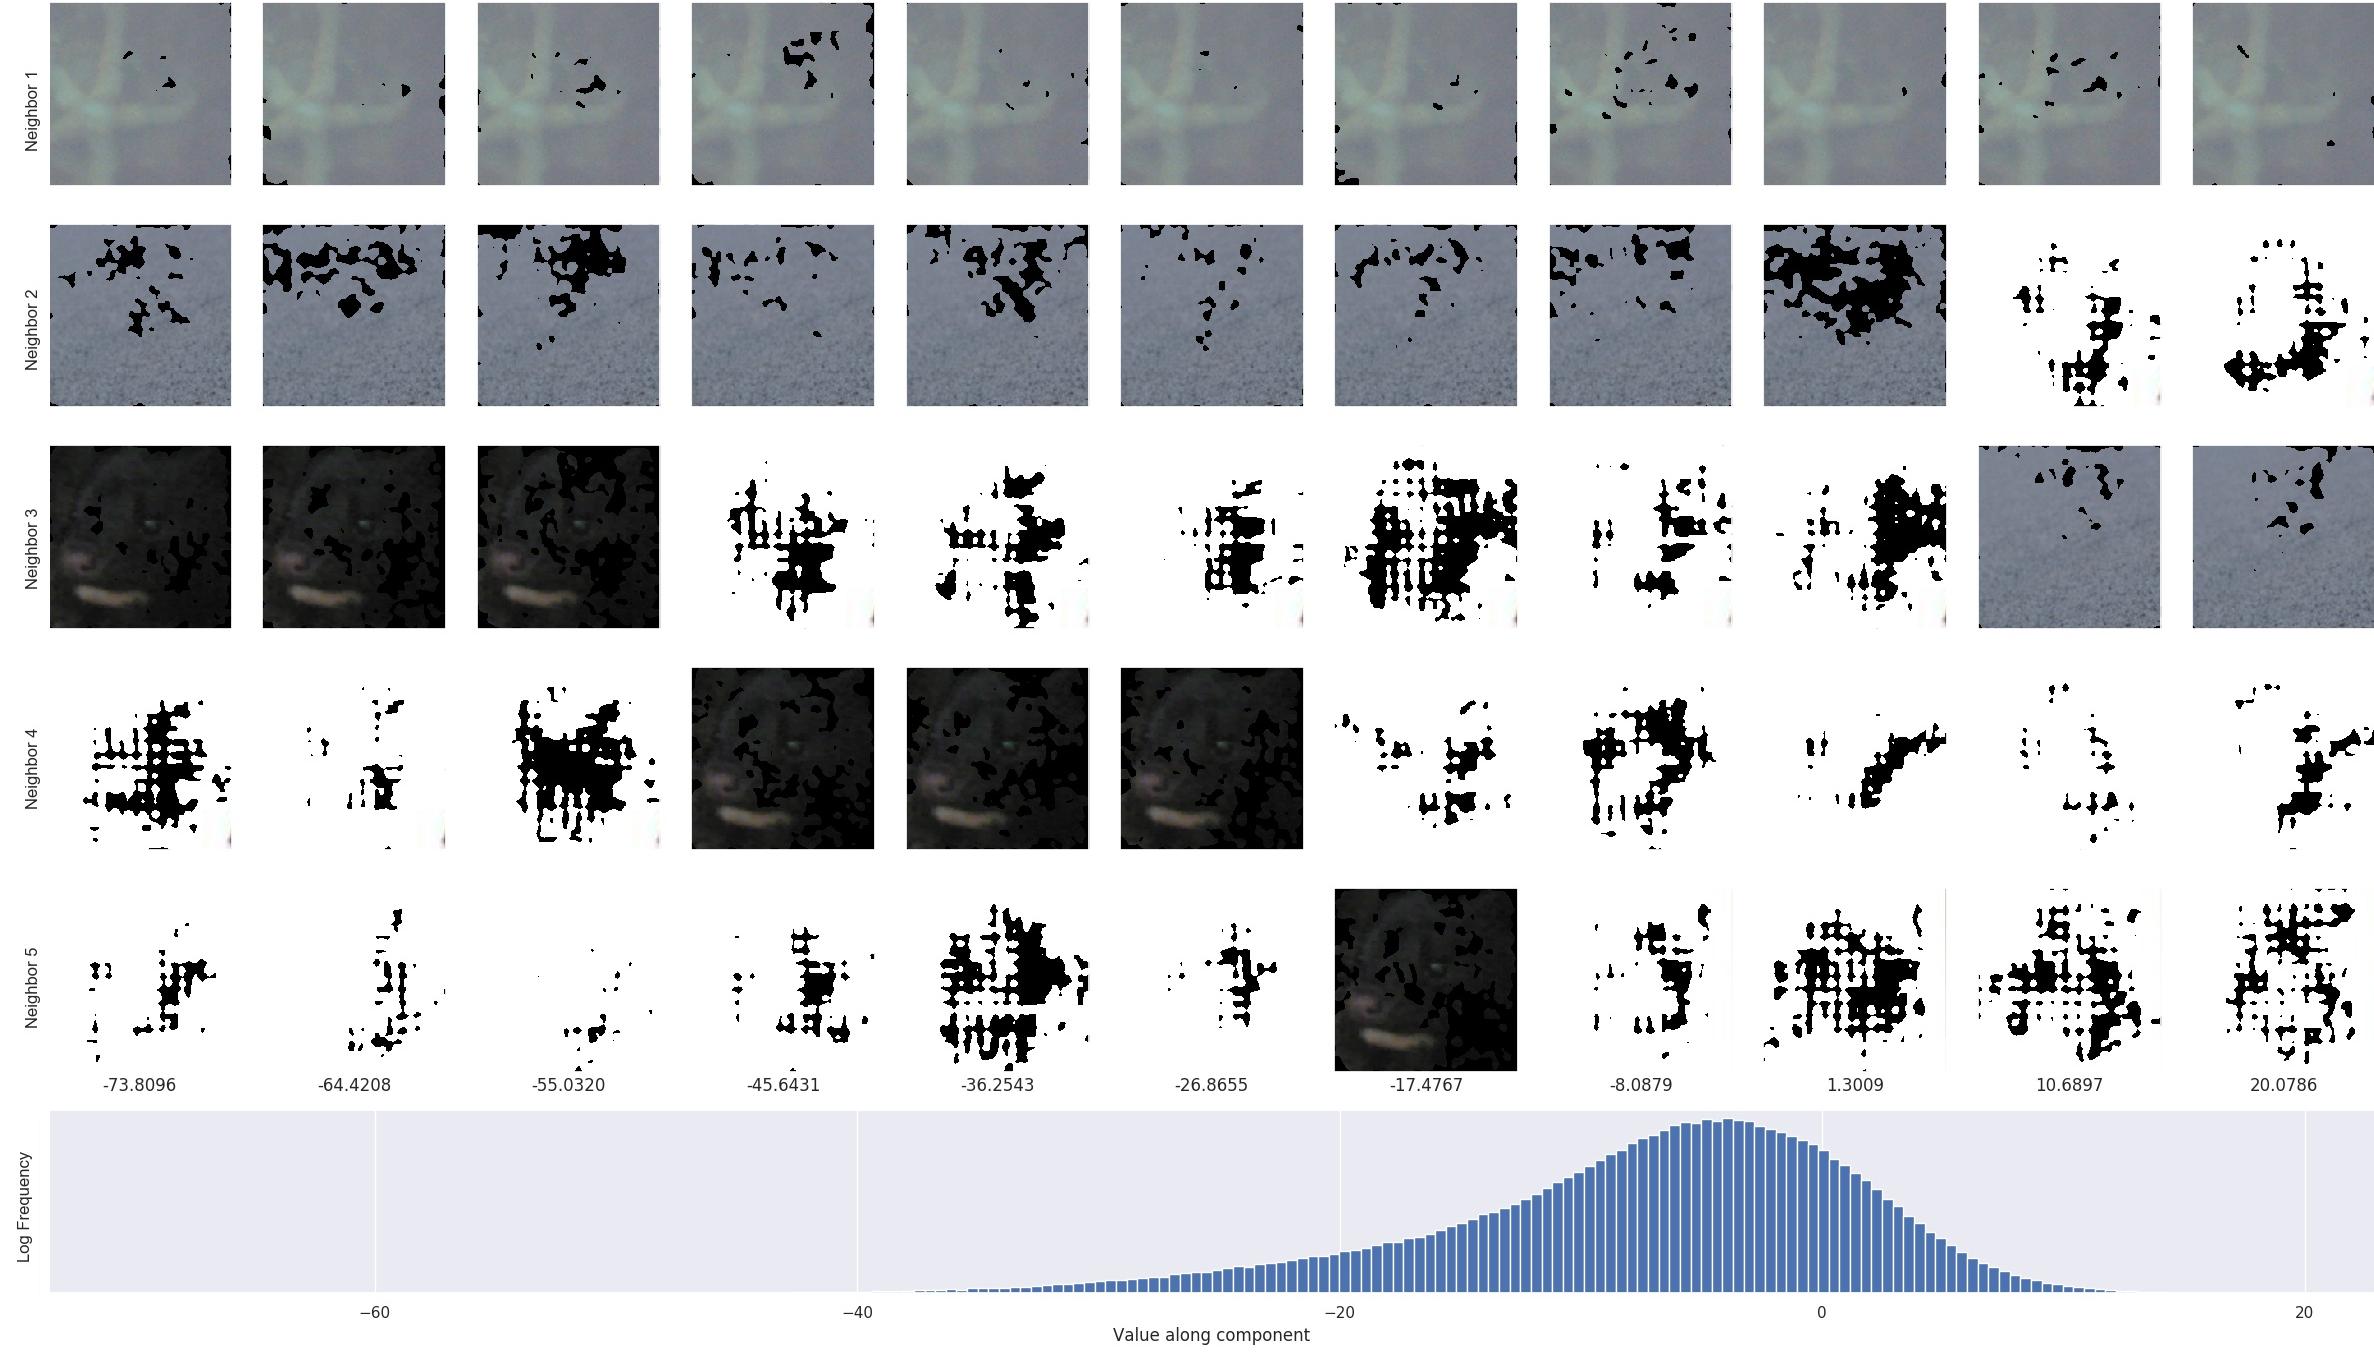 Neighbor 1
Neighbor 2
Neighbor 3
Neighbor 4
Neighbor 5
-73.8096 -64.4208 -55.0320 -45.6431 -36.2543 -26.8655 -17.4767 -8.0879 1.3009 10.6897 20.0786
Log Frequency
−60 −40 −20 0 20
Value along component